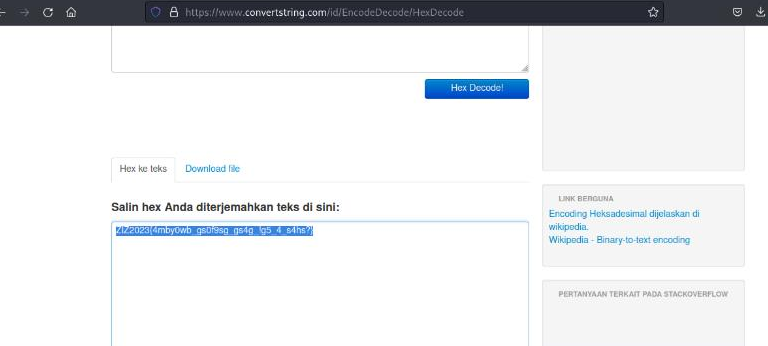 https://www.convertstring.com/id/EncodeDecode/HexDecode
Hex Decode!
Hex ke teks
Download file
Salin hex Anda diterjemahkan teks di sini:
ZIZ2023{4mby0wb_gs0f9sg_gs4g_!g5_4_s4hs?}
LINK BERGUNA
Encoding Heksadesimal dijelaskan di
wikipedia.
Wikipedia - Binary-to-text encoding
PERTANYAAN TERKAIT PADA STACKOVERFLOW